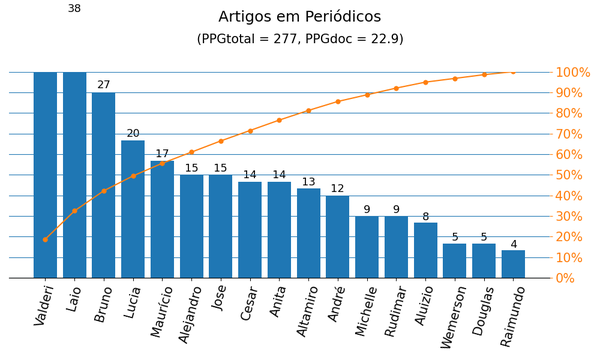 38
Artigos em Periódicos
(PPGtotal = 277, PPGdoc = 22.9)
27
20
17
15
15
14
14
13
12
9
9
8
5
5
4
100%
90%
80%
70%
60%
50%
40%
30%
20%
10%
0%
Valderi
Laio
Bruno
Lucia
Maurício
Alejandro
Jose
Cesar
Anita
Altamiro
André
Michelle
Rudimar
Aluizio
Wemerson
Douglas
Raimundo